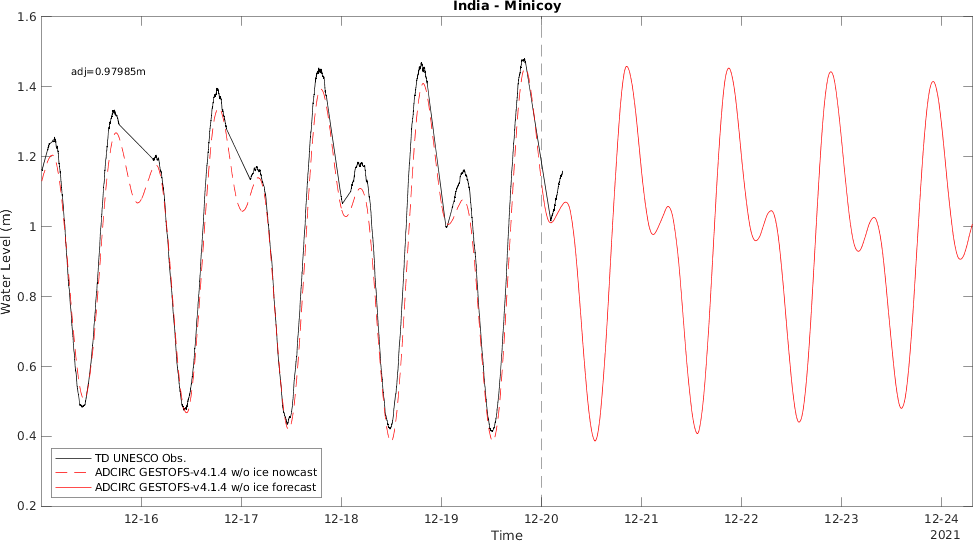 India - Minicoy
1.6
1.4
1.2
1
0.8
0.6
0.4
0.2
Water Level (m)
adj=0.97985m
TD UNESCO Obs.
ADCIRC GESTOFS-v4.1.4 w/o ice nowcast
ADCIRC GESTOFS-v4.1.4 w/o ice forecast
12-16 12-17 12-18 12-19 12-20 12-21 12-22 12-23 12-24
Time
2021